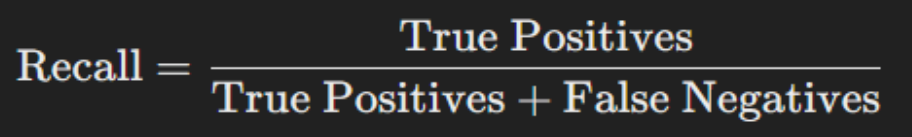 True Positives
Recall =
True Positives + False Negatives